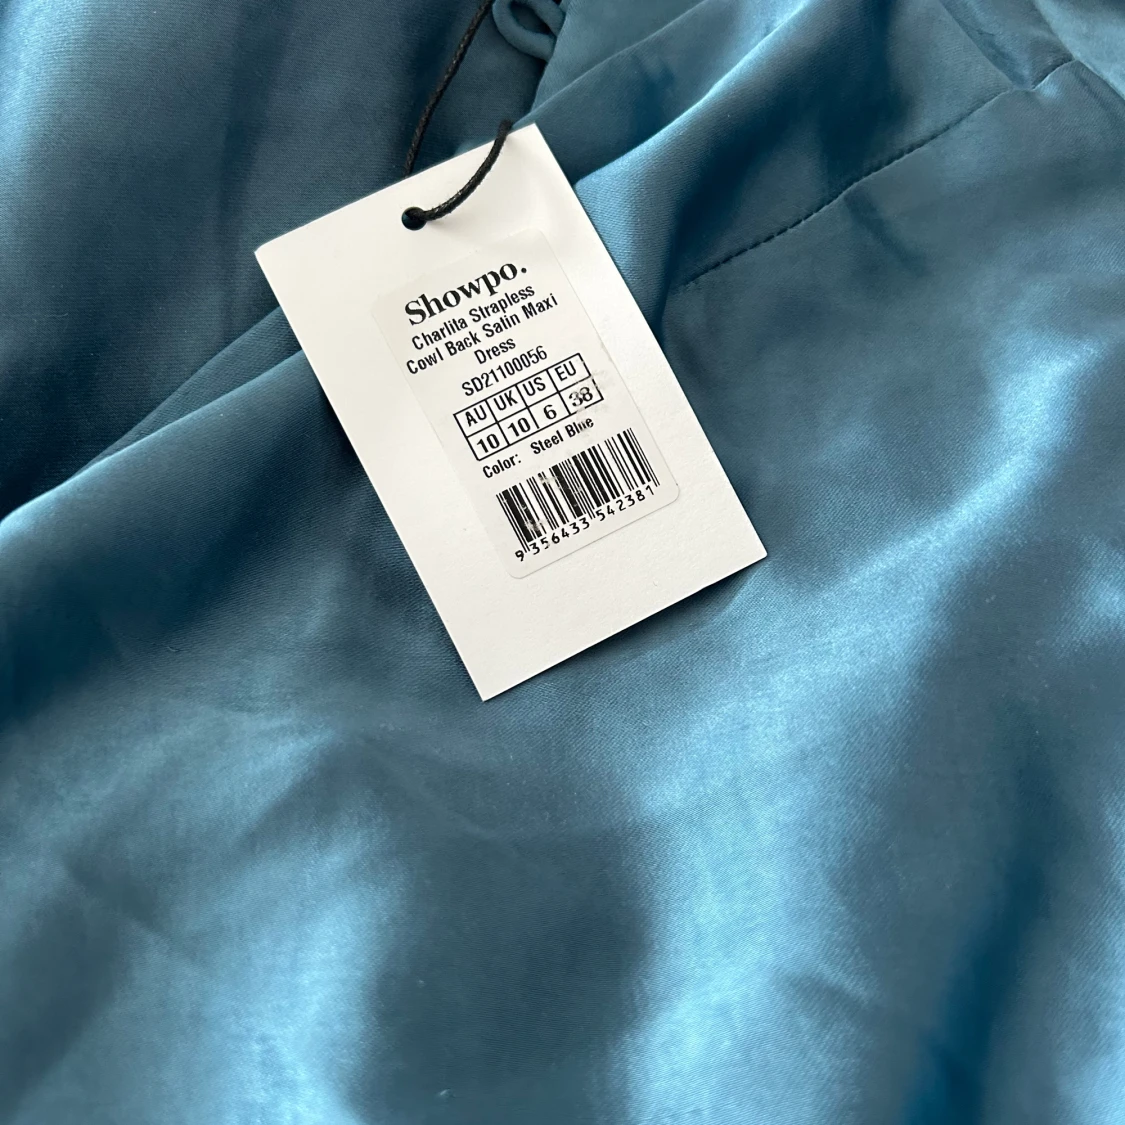 Showpo.
Charlita Strapless
Cowl Back Satin Maxi
Dress
SD21100056
AU UK US EU
10 10 6 38
Color: Steel Blue
9 356433 542381